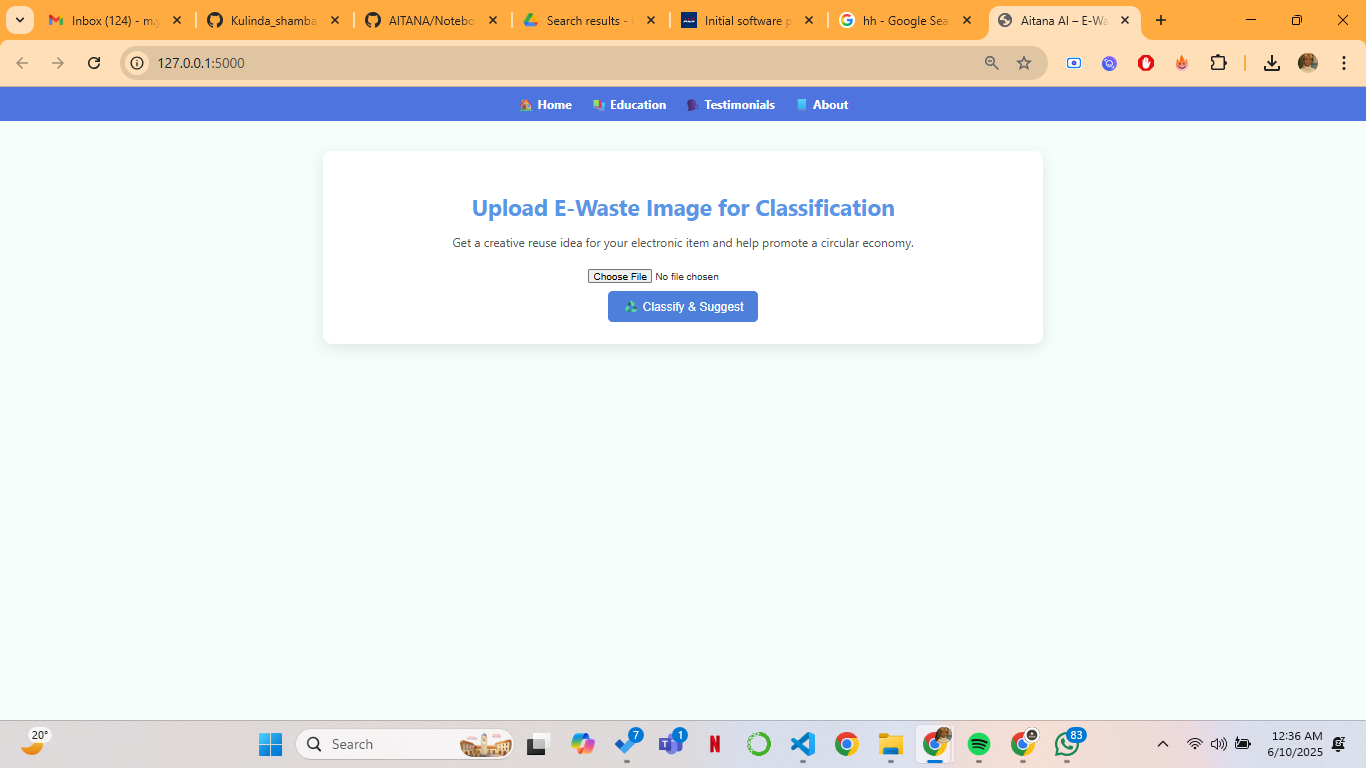 Inbox (124) - m.y
Kulinda_shamba
AITANA/Notebo
Search results -
Initial software p
hh - Google Sea
Aitana AI – E-Wa
127.0.0.1:5000
Home
Education
Testimonials
About
Upload E-Waste Image for Classification
Get a creative reuse idea for your electronic item and help promote a circular economy.
Choose File No file chosen
Classify & Suggest
20°
Search
7
1
N
83
12:36 AM
6/10/2025